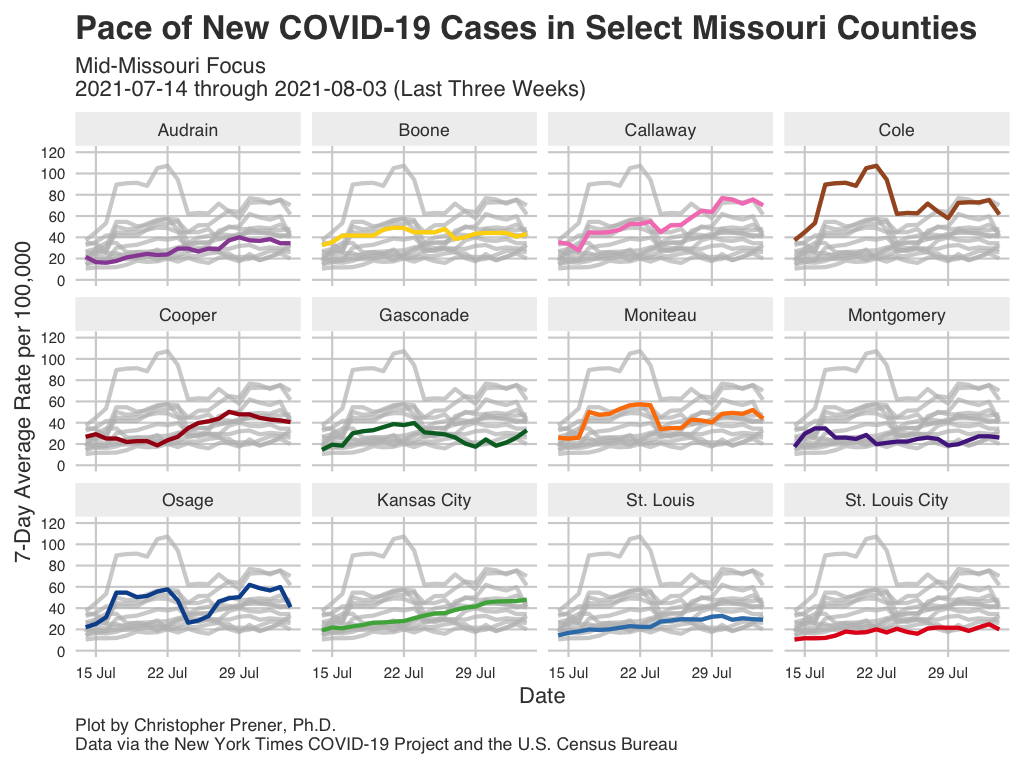 Pace of New COVID-19 Cases in Select Missouri Counties
Mid-Missouri Focus
2021-07-14 through 2021-08-03 (Last Three Weeks)
Audrain
Boone
Callaway
Cole
120
100
80
60
40
20
0
Cooper
Gasconade
Moniteau
Montgomery
120
100
80
60
40
20
0
Osage
Kansas City
St. Louis
St. Louis City
120
100
80
60
40
20
0
7-Day Average Rate per 100,000
15 Jul 22 Jul 29 Jul
15 Jul 22 Jul 29 Jul
15 Jul 22 Jul 29 Jul
15 Jul 22 Jul 29 Jul
Date
Plot by Christopher Prener, Ph.D.
Data via the New York Times COVID-19 Project and the U.S. Census Bureau